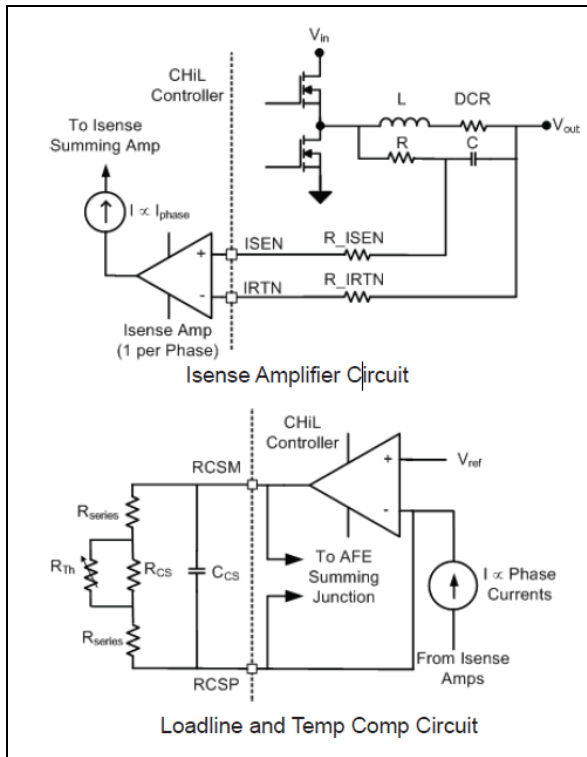 Vin
CHiL
Controller
To Isense
Summing Amp
L
DCR
Vout
R
C
I ∝ Iphase
ISEN
R_ISEN
+
IRTN
R_IRTN
-
Isense Amp
(1 per Phase)
Isense Amplifier Circuit
CHiL
Controller
RCSM
+
Vref
Rseries
-
RTh
RCS
CCS
To AFE
Summing
Junction
I ∝ Phase
Currents
Rseries
From Isense
Amps
RCSP
Loadline and Temp Comp Circuit